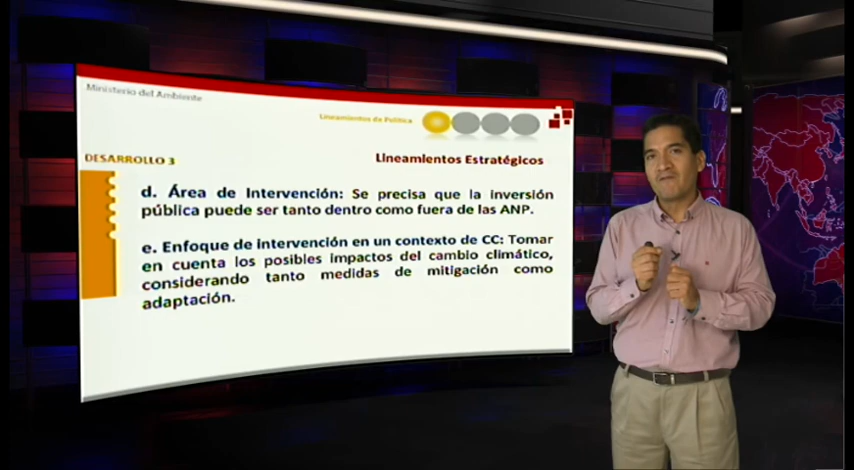 Ministerio del Ambiente
Lineamientos de Política
DESARROLLO 3
Lineamientos Estratégicos
d. Área de Intervención: Se precisa que la inversión
pública puede ser tanto dentro como fuera de las ANP.
e. Enfoque de intervención en un contexto de CC: Tomar
en cuenta los posibles impactos del cambio climático,
considerando tanto medidas de mitigación como
adaptación.